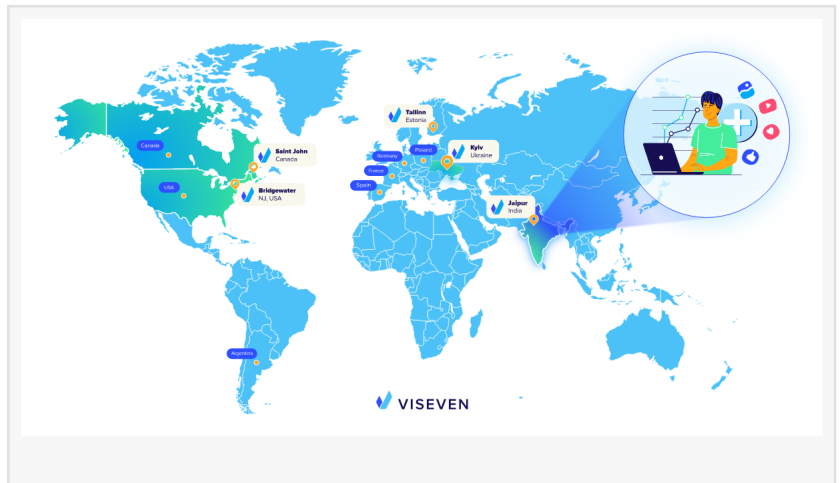 Tallinn
Estonia
Canada
Saint John
Canada
Poland
Kyiv
Ukraine
Germany
France
USA
Spain
Bridgewater
NJ, USA
Jaipur
India
Argentina
VISEVEN